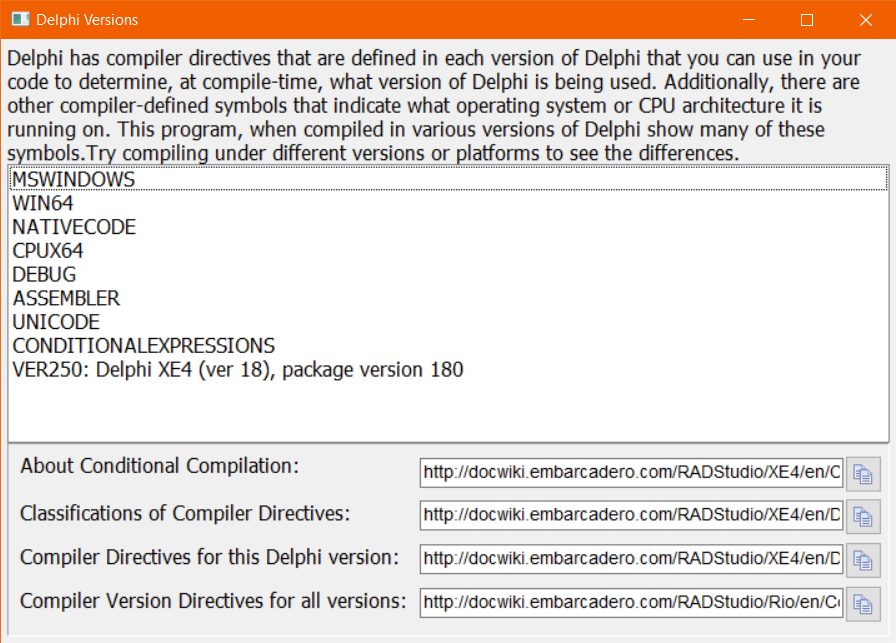 Delphi Versions
Delphi has compiler directives that are defined in each version of Delphi that you can use in your
code to determine, at compile-time, what version of Delphi is being used. Additionally, there are
other compiler-defined symbols that indicate what operating system or CPU architecture it is
running on. This program, when compiled in various versions of Delphi show many of these
symbols.Try compiling under different versions or platforms to see the differences.
MSWINDOWS
WIN64
NATIVECODE
CPUX64
DEBUG
ASSEMBLER
UNICODE
CONDITIONALEXPRESSIONS
VER250: Delphi XE4 (ver 18), package version 180
About Conditional Compilation: http://docwiki.embarcadero.com/RADStudio/XE4/en/C
Classifications of Compiler Directives: http://docwiki.embarcadero.com/RADStudio/XE4/en/D
Compiler Directives for this Delphi version: http://docwiki.embarcadero.com/RADStudio/XE4/en/D
Compiler Version Directives for all versions: http://docwiki.embarcadero.com/RADStudio/Rio/en/C